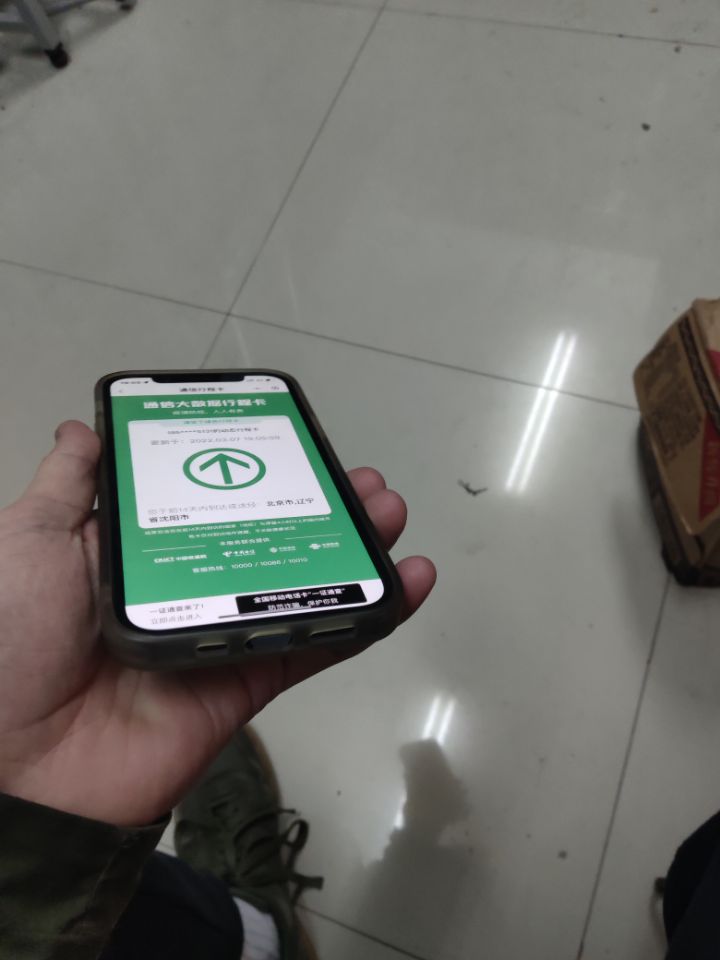 通信行程卡
通信大数据行程卡
疫情防控，人人有责
请收下绿色行程卡
的动态行程卡
更新于：2022.03.07 19:05:59
您于前14天内到达或途经：北京市,辽宁
省沈阳市
本服务联合提供
CAICT 中国信通院 中国电信 中国移动 中国联通
客服热线：10000 / 10086 / 10010
一证通查来了！
立即点击进入
全国移动电话卡“一证通查”
防范诈骗，保护你我